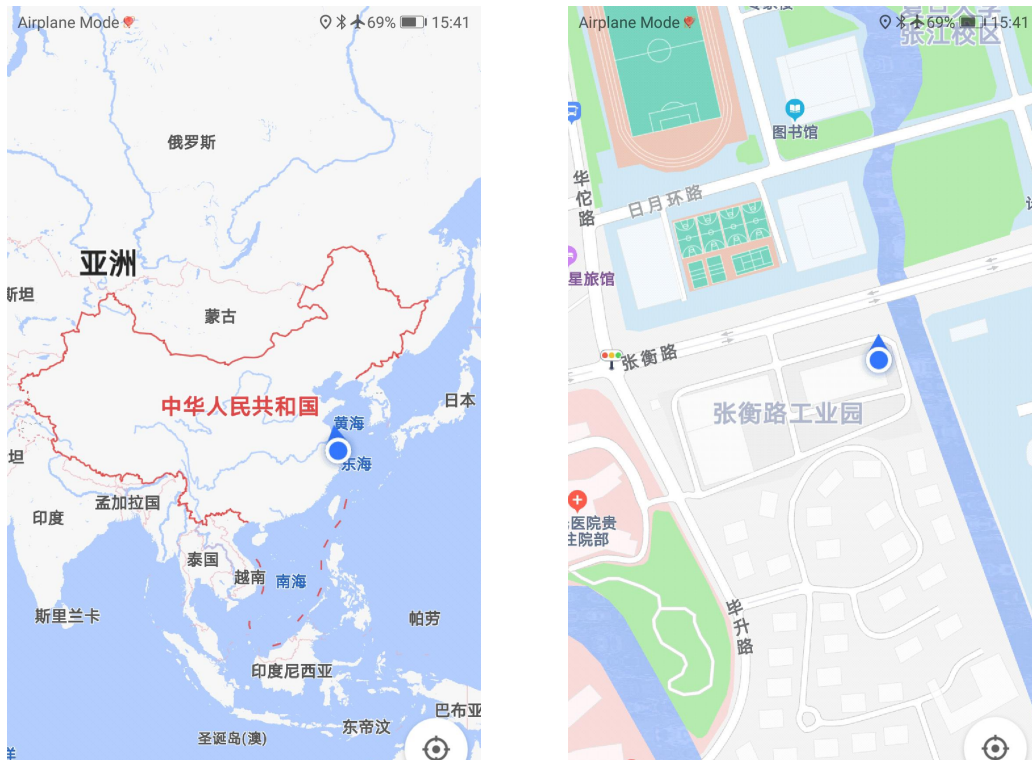 Airplane Mode 69% 15:41
俄罗斯
亚洲
斯坦
蒙古
中华人民共和国
日本
黄海
东海
坦
孟加拉国
印度
泰国
越南
南海
斯里兰卡
帕劳
印度尼西亚
巴布亚
东帝汶
圣诞岛(澳)
洋
Airplane Mode 69% 15:41
张江校区
图书馆
华佗路
日月环路
星旅馆
张衡路
张衡路工业园
医院贵
住院部
毕升路